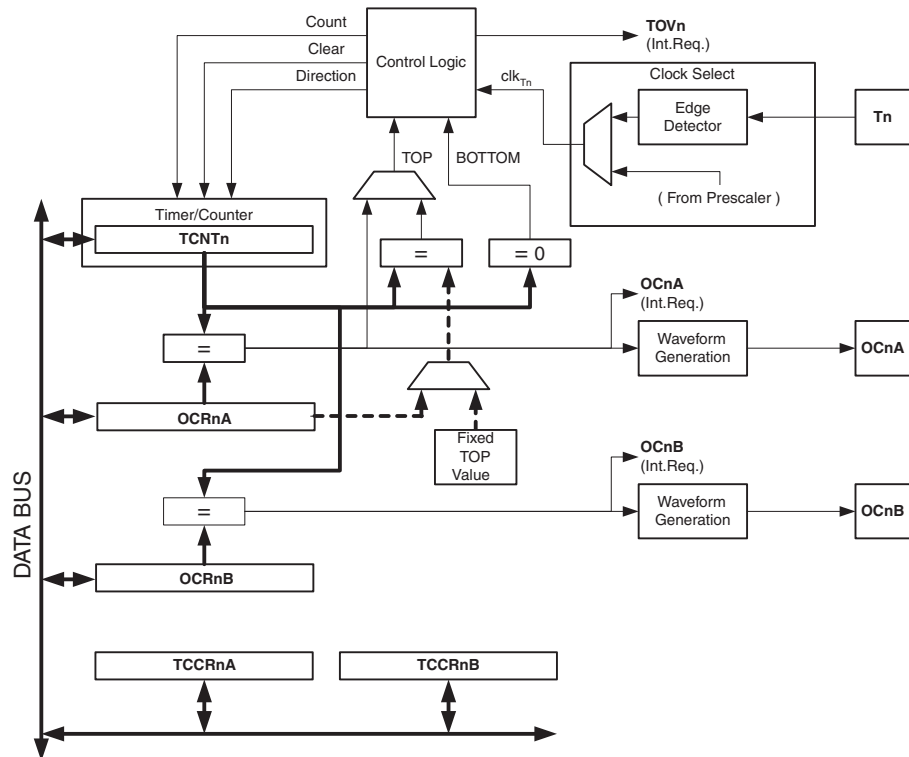 Count
Clear
Direction
Control Logic
TOVn
(Int.Req.)
clkTn
Clock Select
Edge
Detector
Tn
( From Prescaler )
TOP
BOTTOM
Timer/Counter
TCNTn
=
= 0
OCnA
(Int.Req.)
=
Waveform
Generation
OCnA
OCRnA
Fixed
TOP
Value
OCnB
(Int.Req.)
=
Waveform
Generation
OCnB
OCRnB
DATA BUS
TCCRnA
TCCRnB